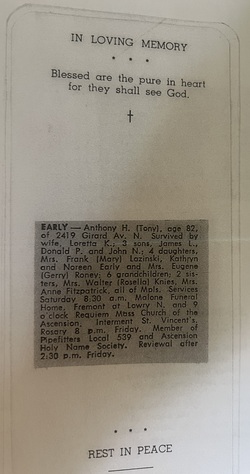 IN LOVING MEMORY
* * *
Blessed are the pure in heart
for they shall see God.
†
EARLY — Anthony H. (Tony), age 82,
of 2419 Girard Av. N. Survived by
wife, Loretta K.; 2 sons, James L.,
Donald P. and John N.; 4 daughters,
Mrs. Frank (Mary) Lazinski, Kathryn
and Noreen Early and Mrs. Eugene
(Gerry) Raney; 6 grandchildren; 2 sis-
ters, Mrs. Walter (Rosella) Knies, Mrs.
Anne Fitzpatrick, all of Mpls. Services
Saturday 8:30 a.m. Malone Funeral
Home, Fremont at Lowry N. and 9
o'clock Requiem Mass Church of the
Ascension. Interment St. Vincent's.
Rosary 8 p.m. Friday. Member of
Pipefitters Local 539 and Ascension
Holy Name Society. Reviewal after
2:30 p.m. Friday.
* * *
REST IN PEACE